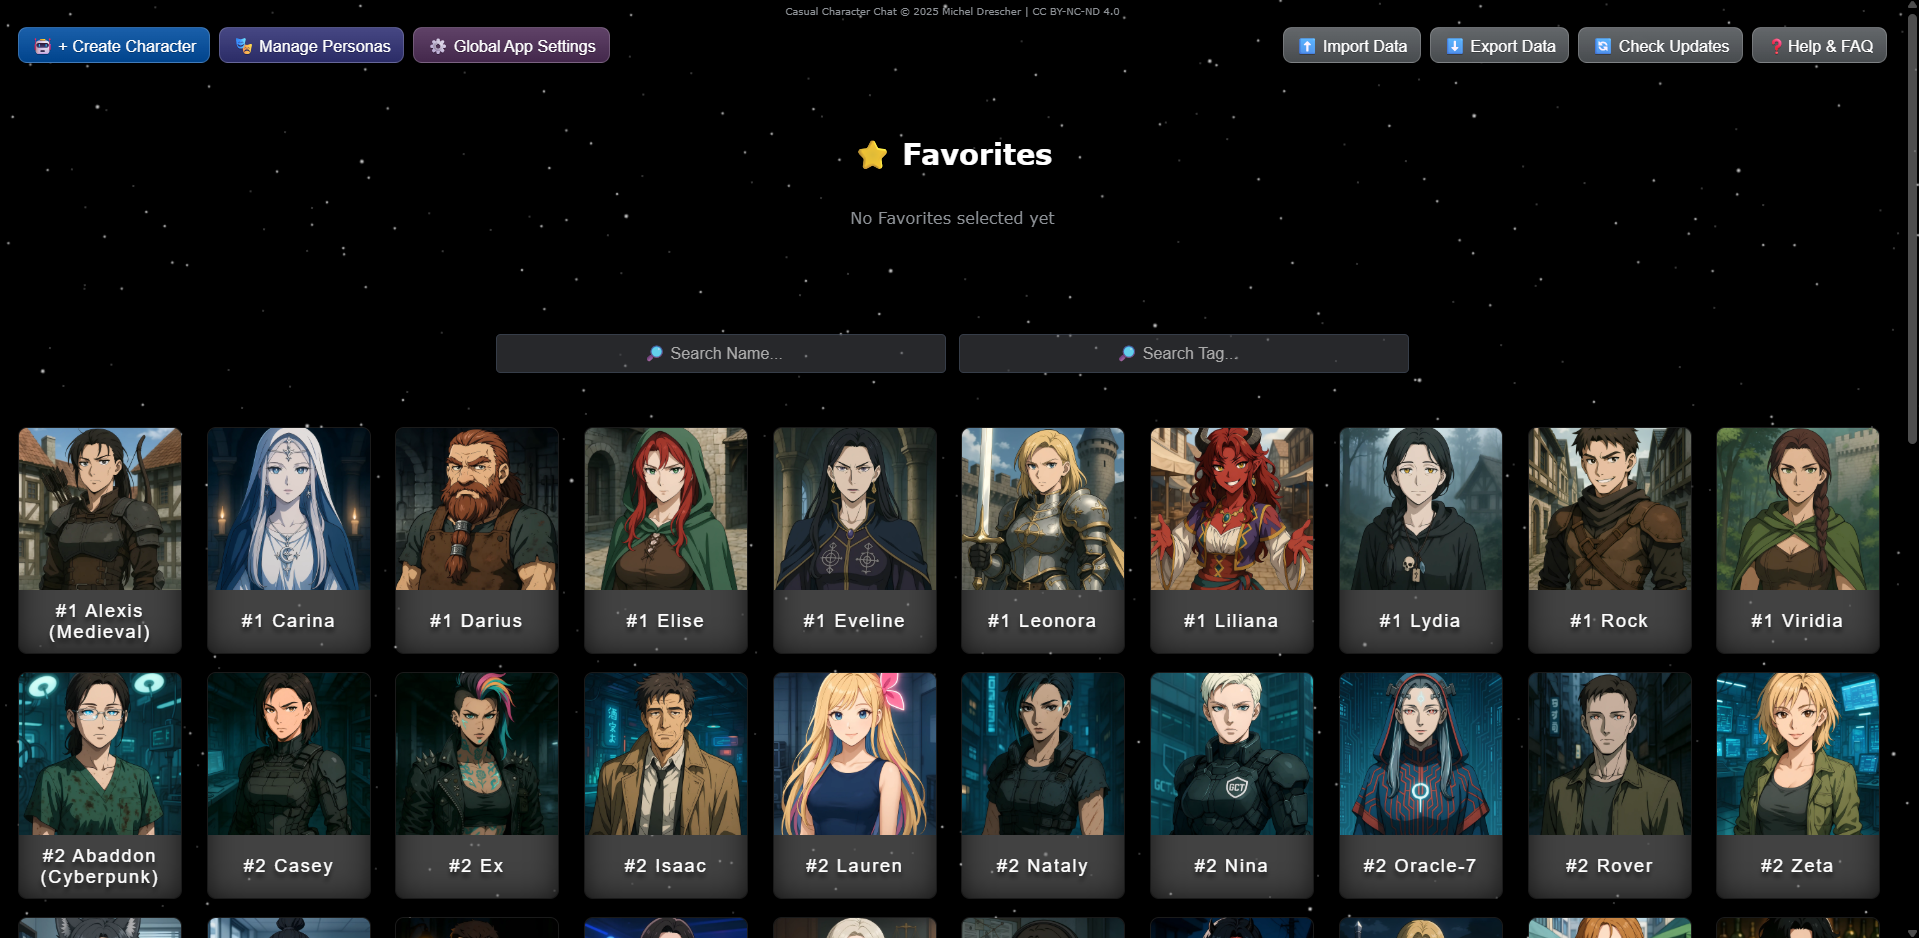 Casual Character Chat © 2025 Michel Drescher | CC BY-NC-ND 4.0
+ Create Character
Manage Personas
Global App Settings
Import Data
Export Data
Check Updates
Help & FAQ
Favorites
No Favorites selected yet
Search Name...
Search Tag...
#1 Alexis
(Medieval)
#1 Carina
#1 Darius
#1 Elise
#1 Eveline
#1 Leonora
#1 Liliana
#1 Lydia
#1 Rock
#1 Viridia
GCT
GCT
#2 Abaddon
(Cyberpunk)
#2 Casey
#2 Ex
#2 Isaac
#2 Lauren
#2 Nataly
#2 Nina
#2 Oracle-7
#2 Rover
#2 Zeta